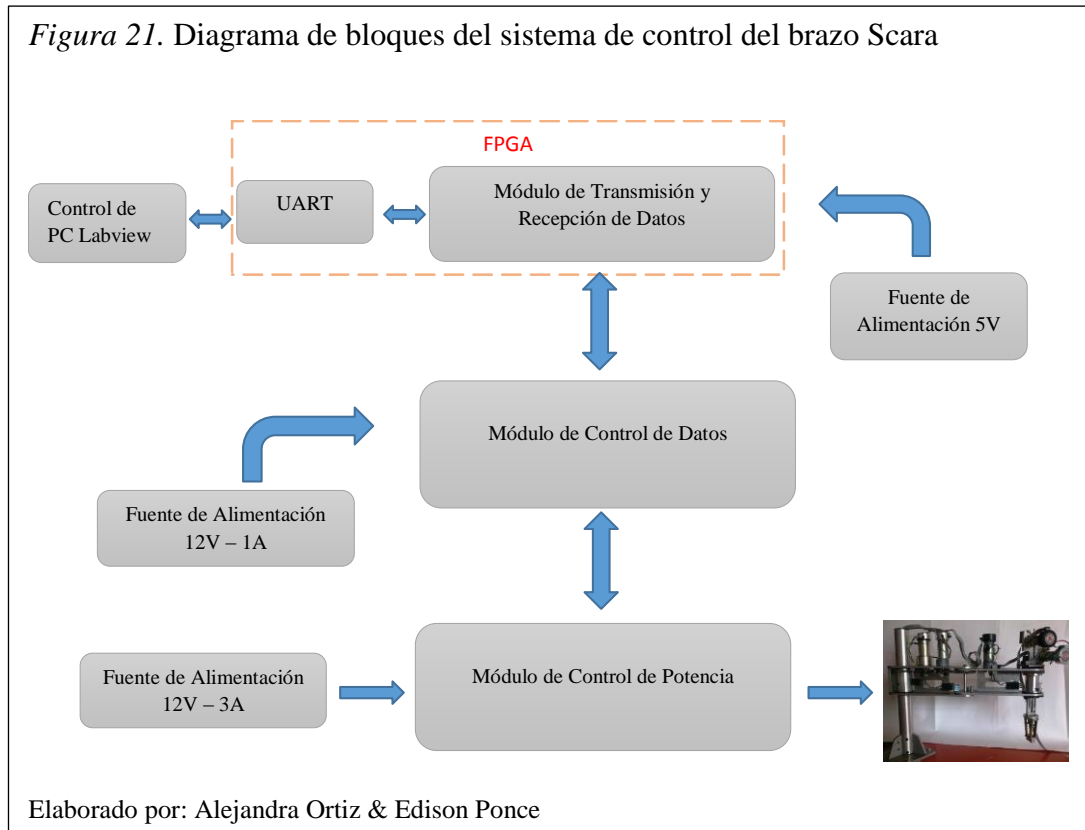 Figura 21. Diagrama de bloques del sistema de control del brazo Scara
FPGA
Control de
PC Labview
UART
Módulo de Transmisión y
Recepción de Datos
Fuente de
Alimentación 5V
Módulo de Control de Datos
Fuente de Alimentación
12V – 1A
Fuente de Alimentación
12V – 3A
Módulo de Control de Potencia
Elaborado por: Alejandra Ortiz & Edison Ponce